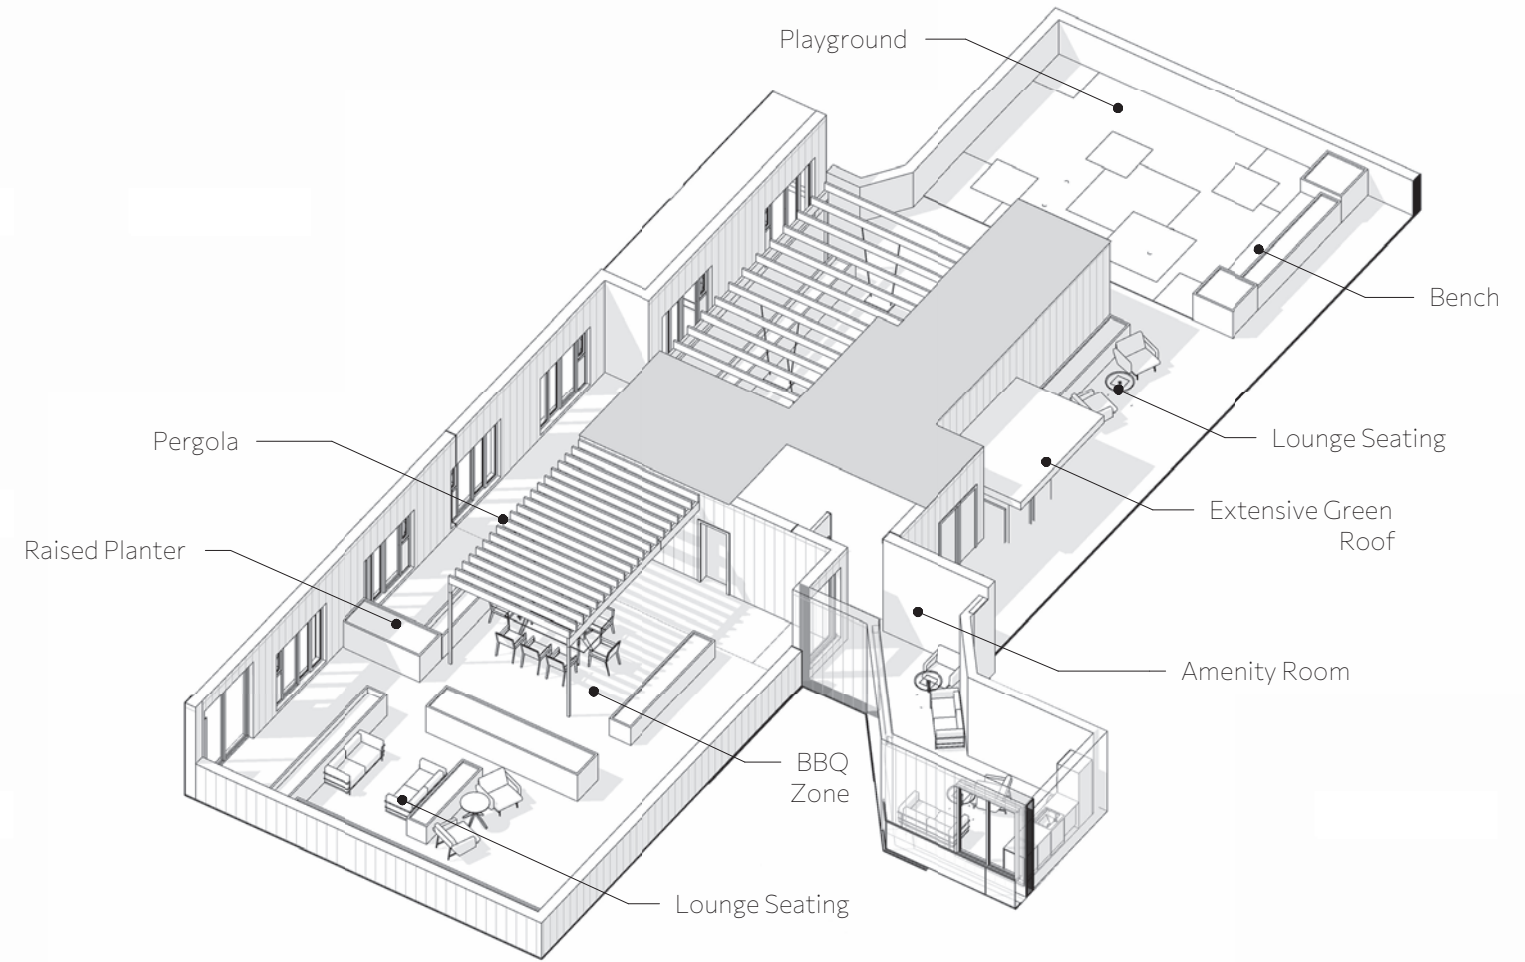 Playground
Bench
Pergola
Lounge Seating
Extensive Green
Roof
Raised Planter
Amenity Room
BBQ
Zone
Lounge Seating